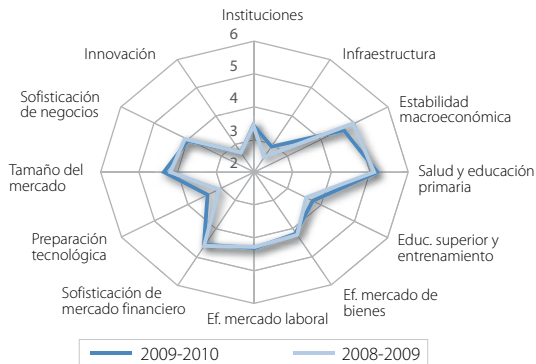 Instituciones
Infraestructura
Estabilidad
macroeconómica
Salud y educación
primaria
Educ. superior y
entrenamiento
Ef. mercado de
bienes
Ef. mercado laboral
Sofisticación de
mercado financiero
Preparación
tecnológica
Tamaño del
mercado
Sofisticación
de negocios
Innovación
6
5
4
3
2
2009-2010
2008-2009